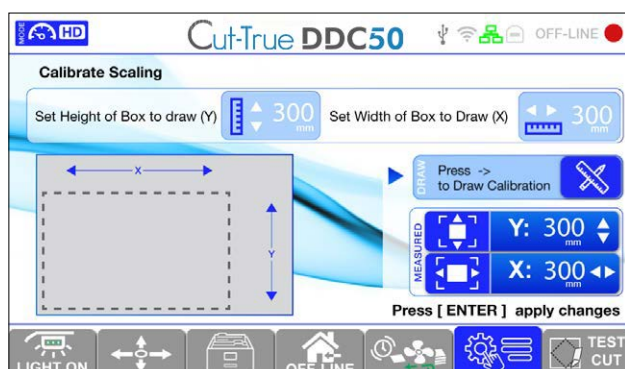 MODE HD Cut-True DDC50 OFF-LINE
Calibrate Scaling
Set Height of Box to draw (Y) 300 mm Set Width of Box to Draw (X) 300 mm
X
Y
DRAW
Press ->
to Draw Calibration
MEASURED
Y: 300 mm
X: 300 mm
Press [ ENTER ] apply changes
LIGHT ON OFF-LINE TEST CUT